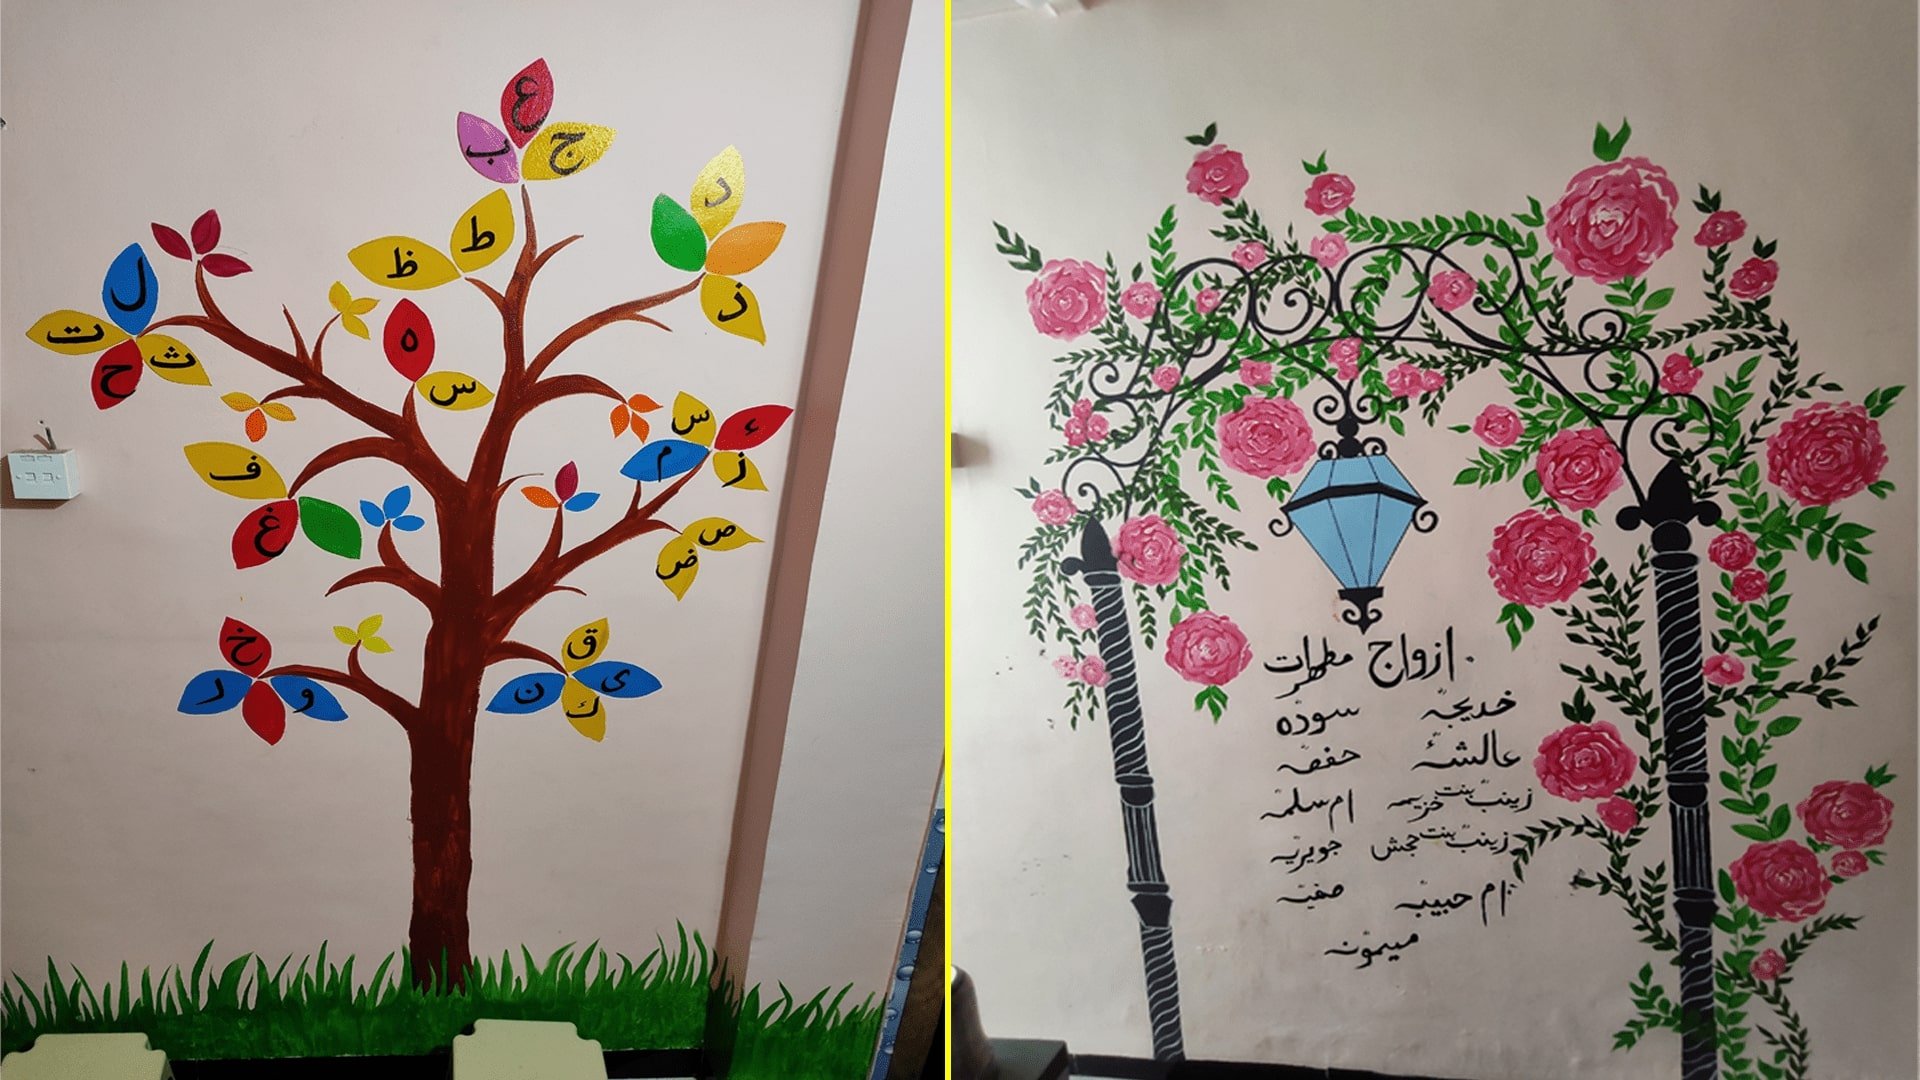 ع
ب ج
د
ط
ظ
ذ
ل
ت ث
ح
ه
س
س
ء
م ز
ف
غ
ص
ض
خ
ر و
ق
ن ي
ك
ازواج مطہرات
خدیجہؓ سودہؓ
عائشہؓ حفصہؓ
زینبؓ بنت خزیمہ ام سلمہؓ
زینبؓ بنت جحش جویریہؓ
ام حبیبہؓ صفیہؓ
میمونہؓ